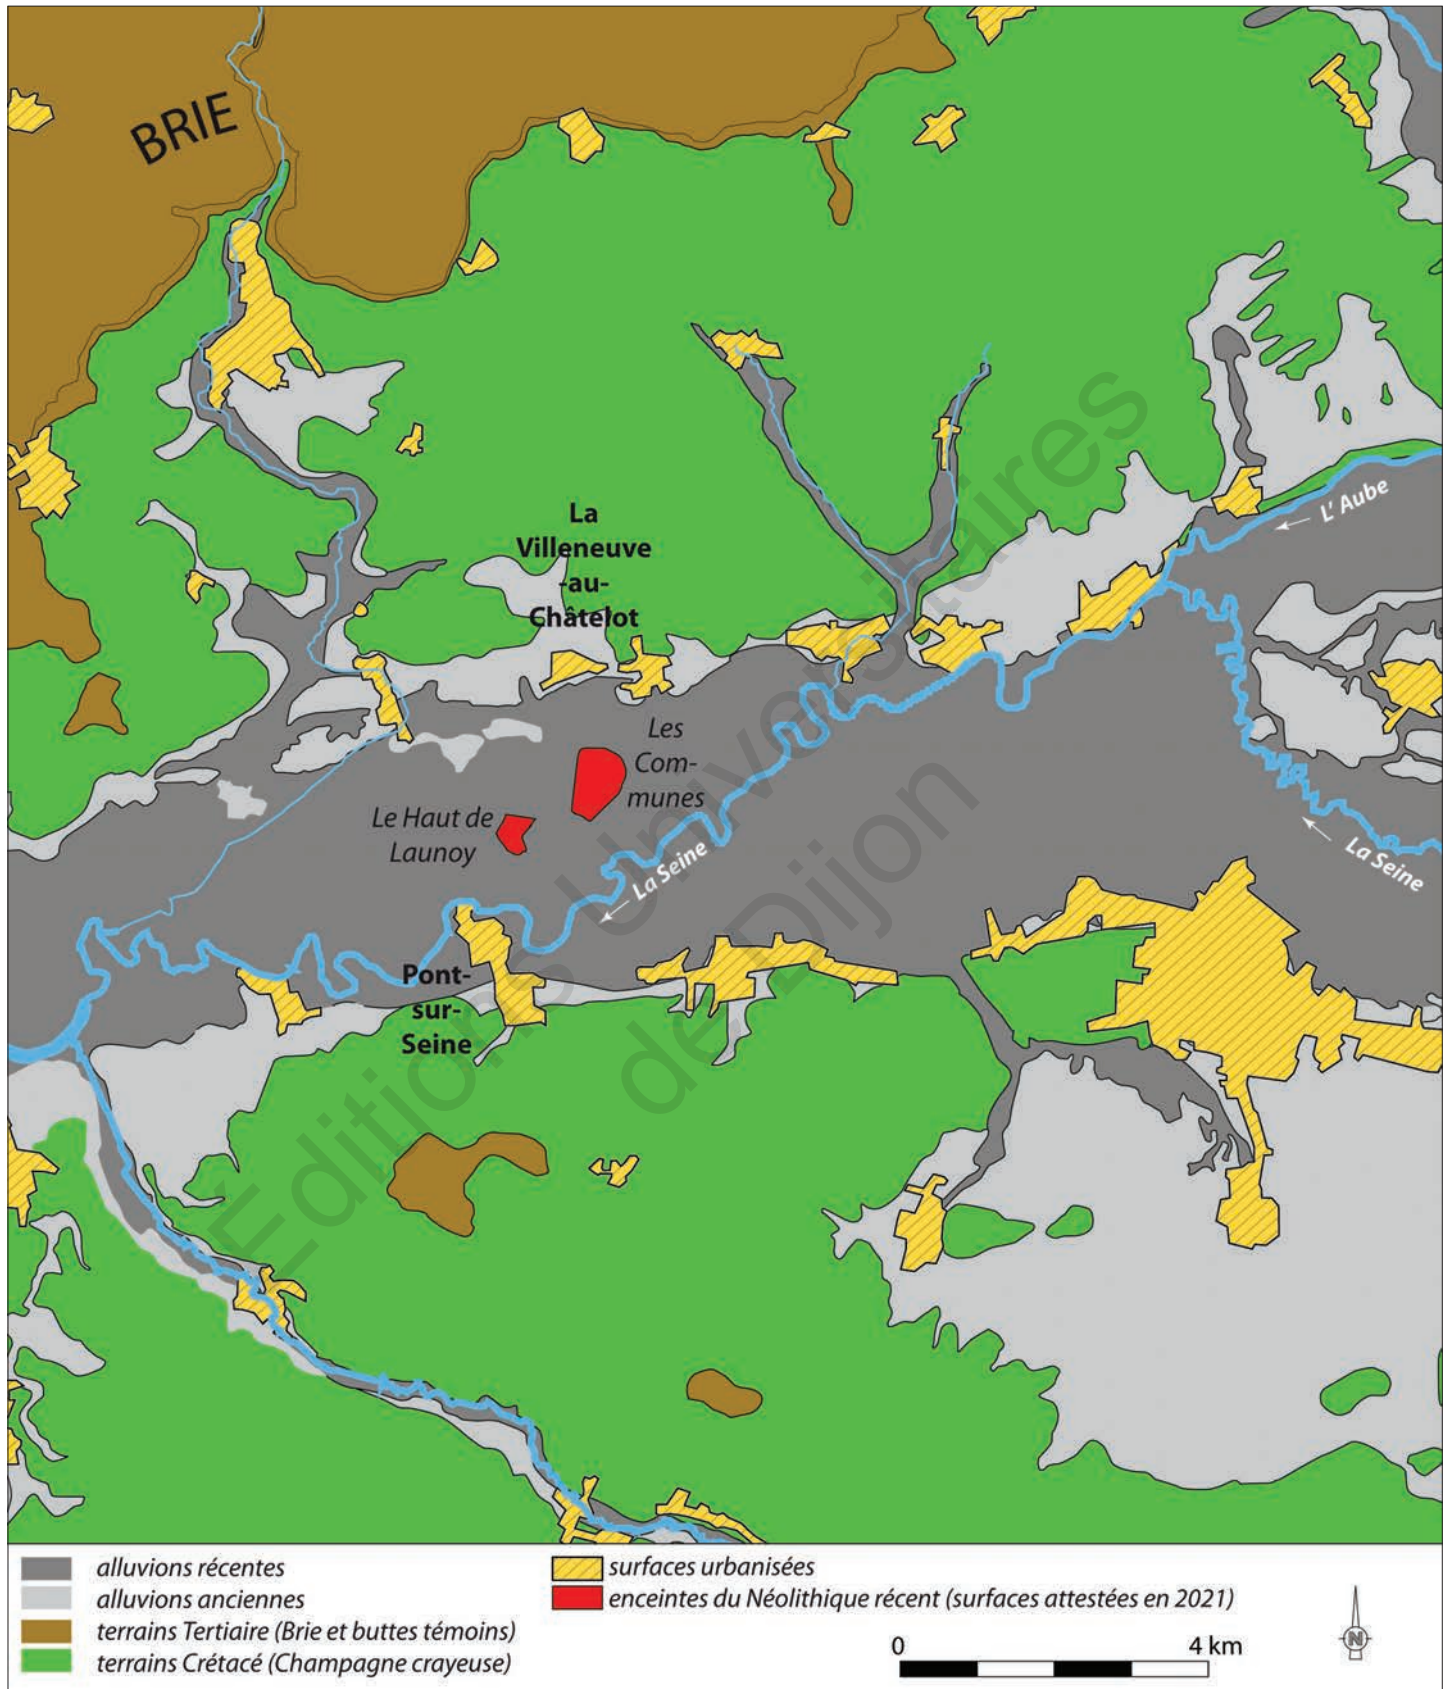 BRIE
La
Villeneuve
-au-
Châtelot
L' Aube
Les
Com-
munes
Le Haut de
Launoy
La Seine
La Seine
Pont-
sur-
Seine
Editions Universitaires
de Dijon
alluvions récentes
alluvions anciennes
terrains Tertiaire (Brie et buttes témoins)
terrains Crétacé (Champagne crayeuse)
surfaces urbanisées
enceintes du Néolithique récent (surfaces attestées en 2021)
0 4 km
N